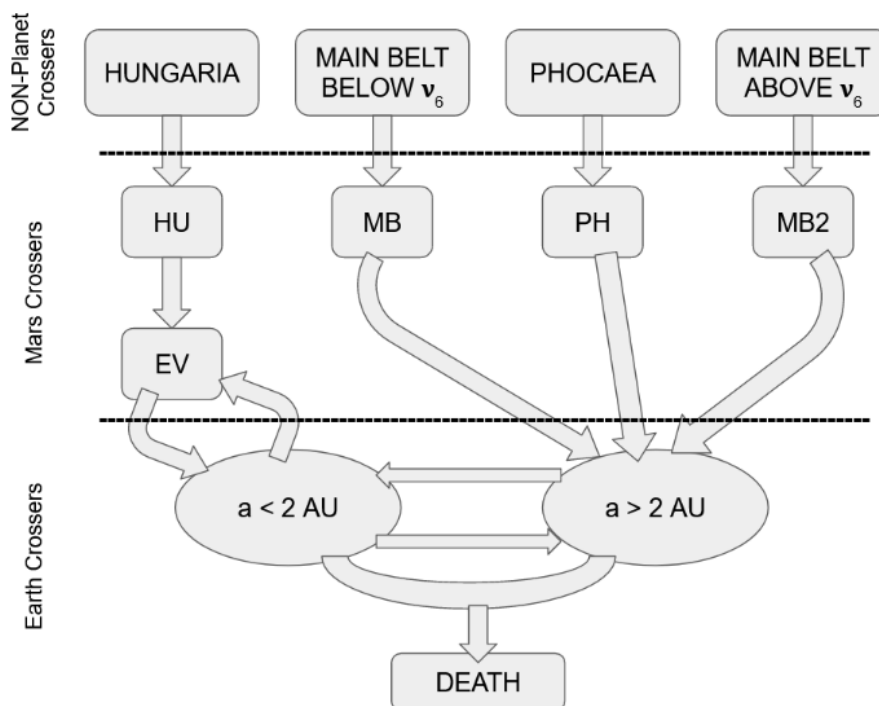 NON-Planet
Crossers
HUNGARIA
MAIN BELT
BELOW ν₆
PHOCAEA
MAIN BELT
ABOVE ν₆
Mars Crossers
HU
MB
PH
MB2
EV
Earth Crossers
a < 2 AU
a > 2 AU
DEATH